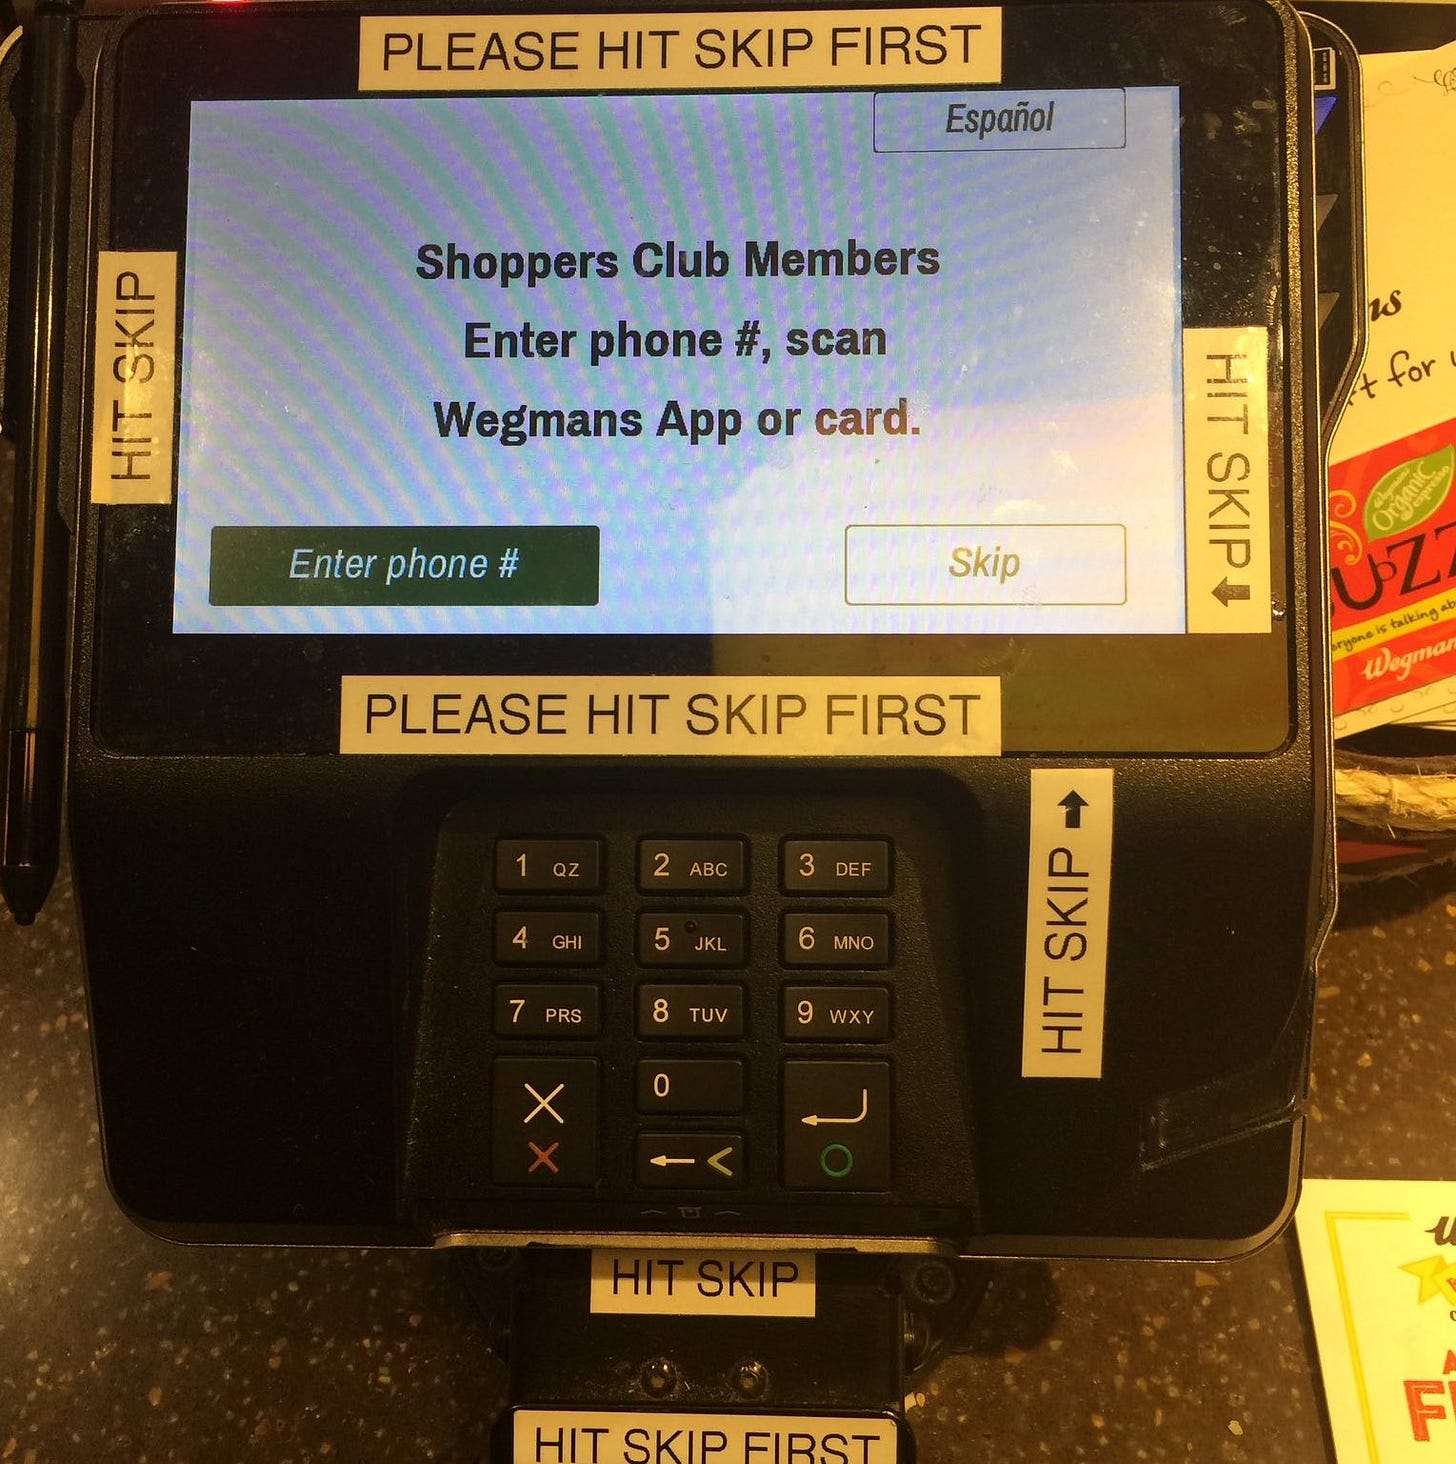 PLEASE HIT SKIP FIRST
Español
Shoppers Club Members
Enter phone #, scan
Wegmans App or card.
Enter phone #
Skip
HIT SKIP
HIT SKIP
PLEASE HIT SKIP FIRST
HIT SKIP
1 QZ
2 ABC
3 DEF
4 GHI
5 JKL
6 MNO
7 PRS
8 TUV
9 WXY
0
HIT SKIP
HIT SKIP FIRST
for
Organic
Wegman